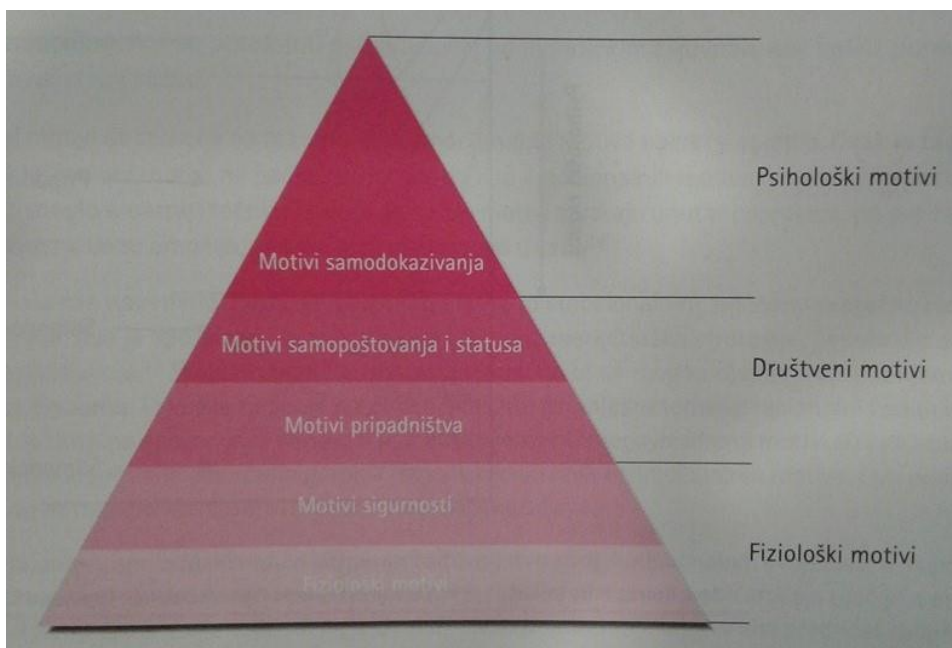 Psihološki motivi
Motivi samodokazivanja
Motivi samopoštovanja i statusa
Društveni motivi
Motivi pripadništva
Motivi sigurnosti
Fiziološki motivi
Fiziološki motivi